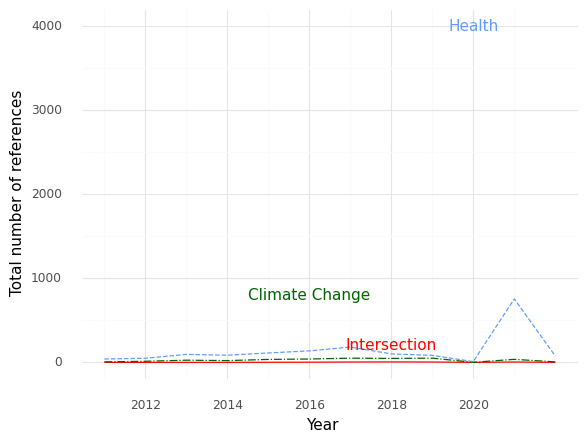 4000
3000
2000
1000
0
Total number of references
Health
Climate Change
Intersection
2012 2014 2016 2018 2020
Year